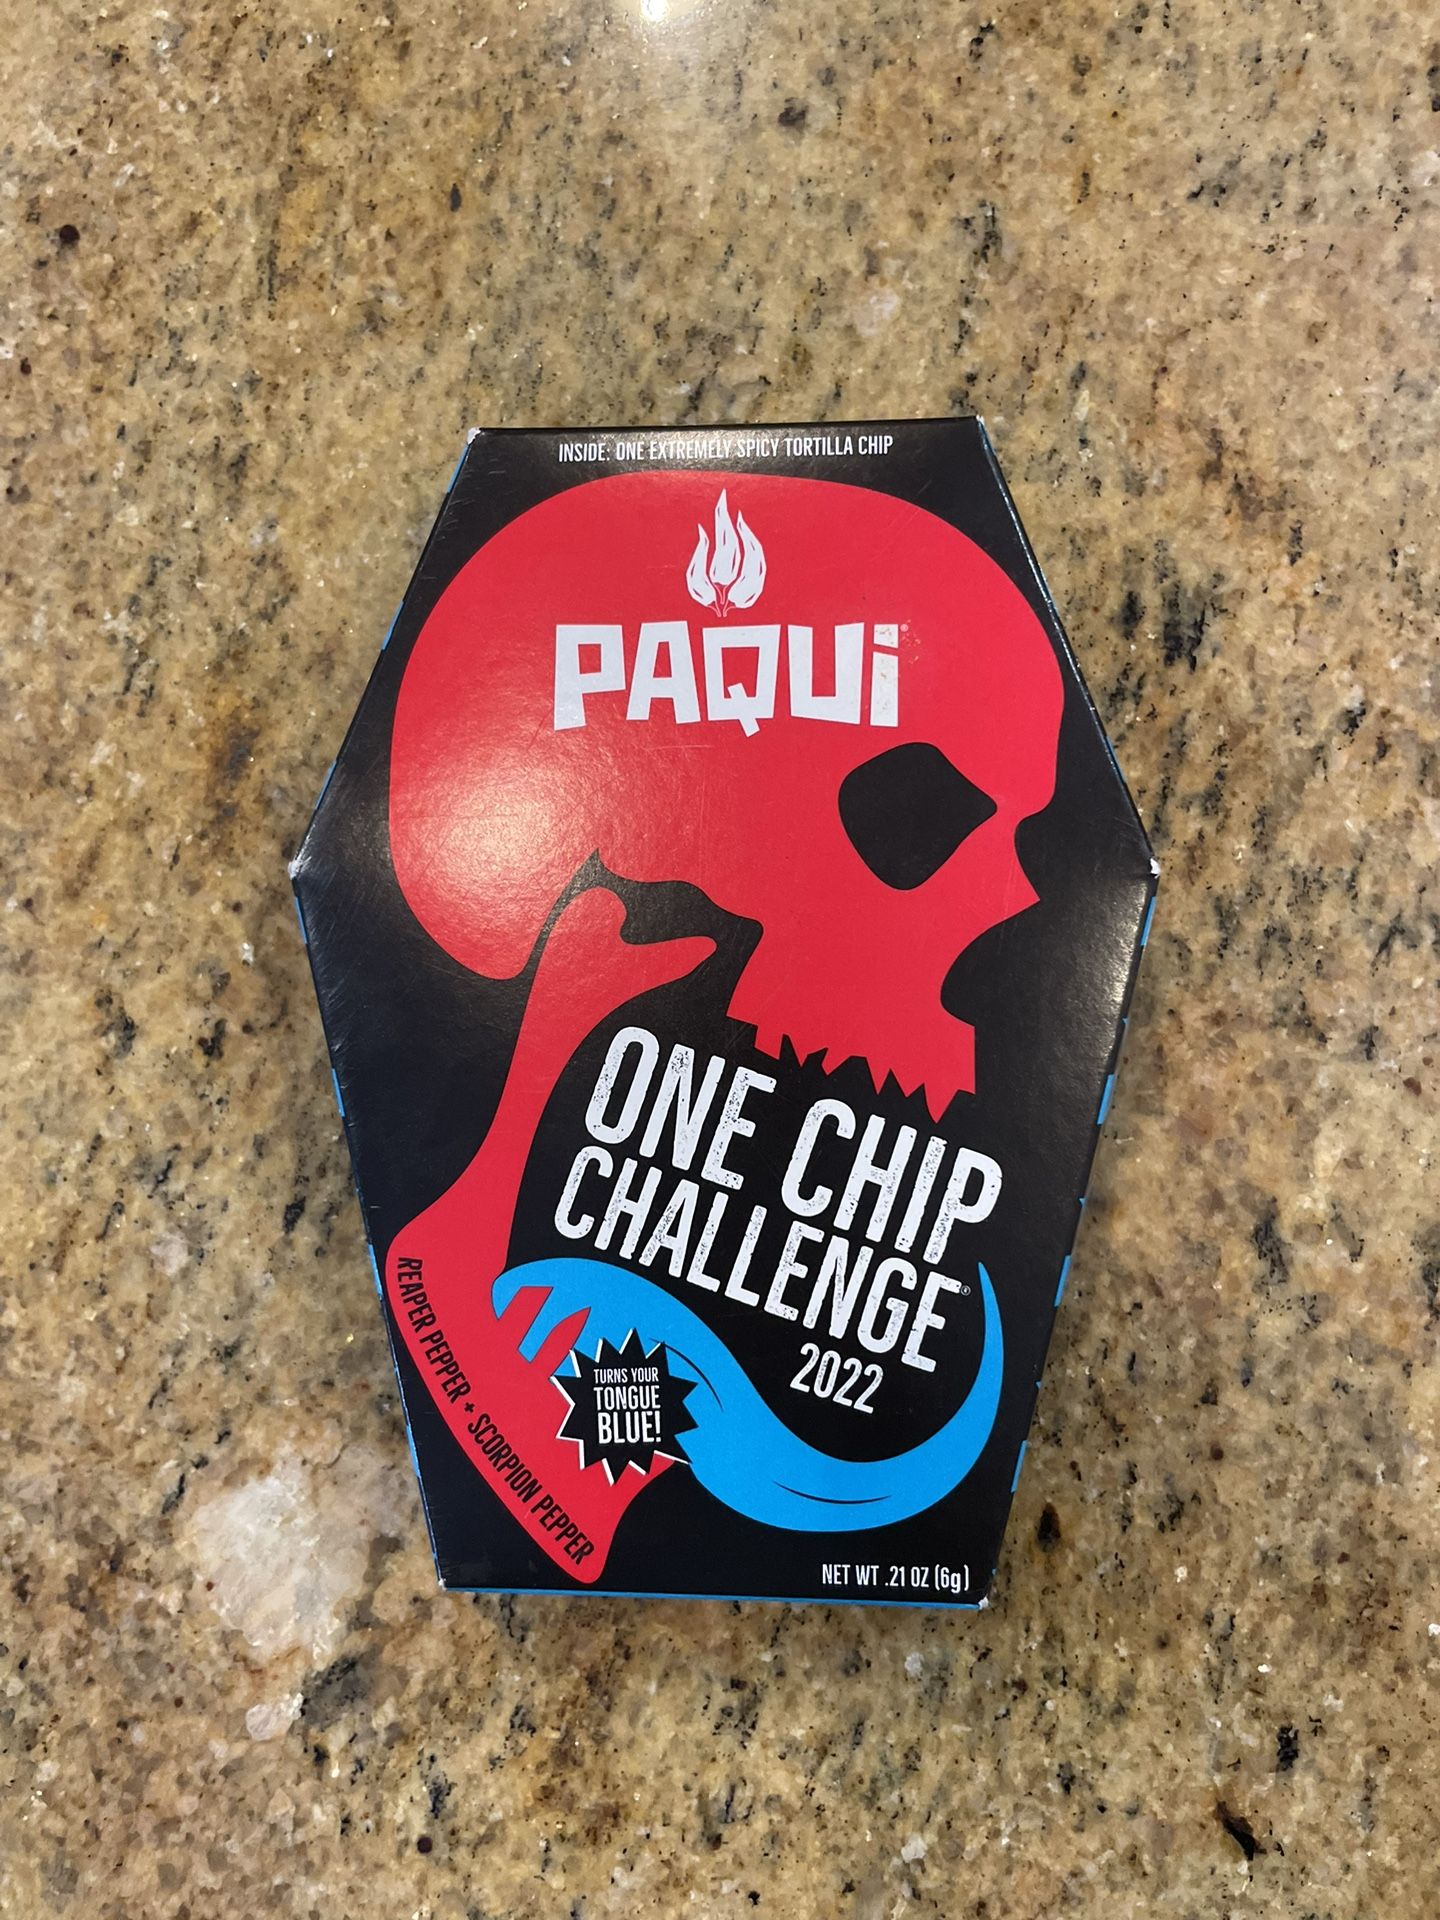 INSIDE: ONE EXTREMELY SPICY TORTILLA CHIP
PAQUI®
ONE CHIP
CHALLENGE®
2022
TURNS YOUR
TONGUE
BLUE!
REAPER PEPPER + SCORPION PEPPER
NET WT .21 OZ (6g)